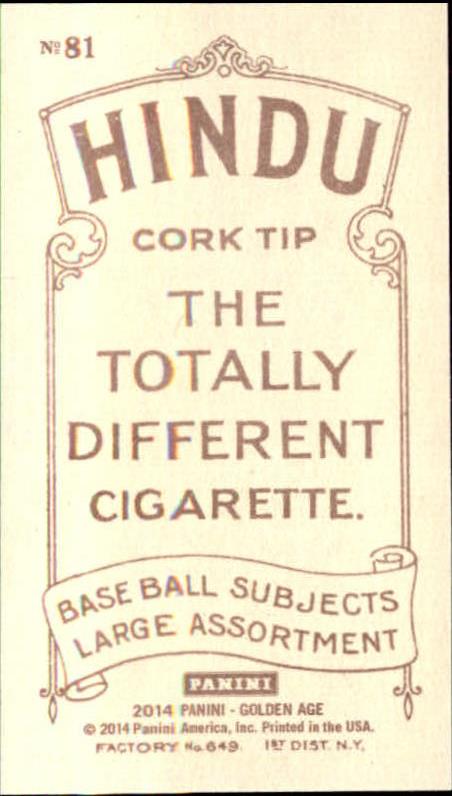 Nº 81
HINDU
CORK TIP
THE
TOTALLY
DIFFERENT
CIGARETTE.
BASE BALL SUBJECTS
LARGE ASSORTMENT
PANINI
2014 PANINI - GOLDEN AGE
© 2014 Panini America, Inc. Printed in the USA.
FACTORY No. 649. 1ST DIST. N.Y.